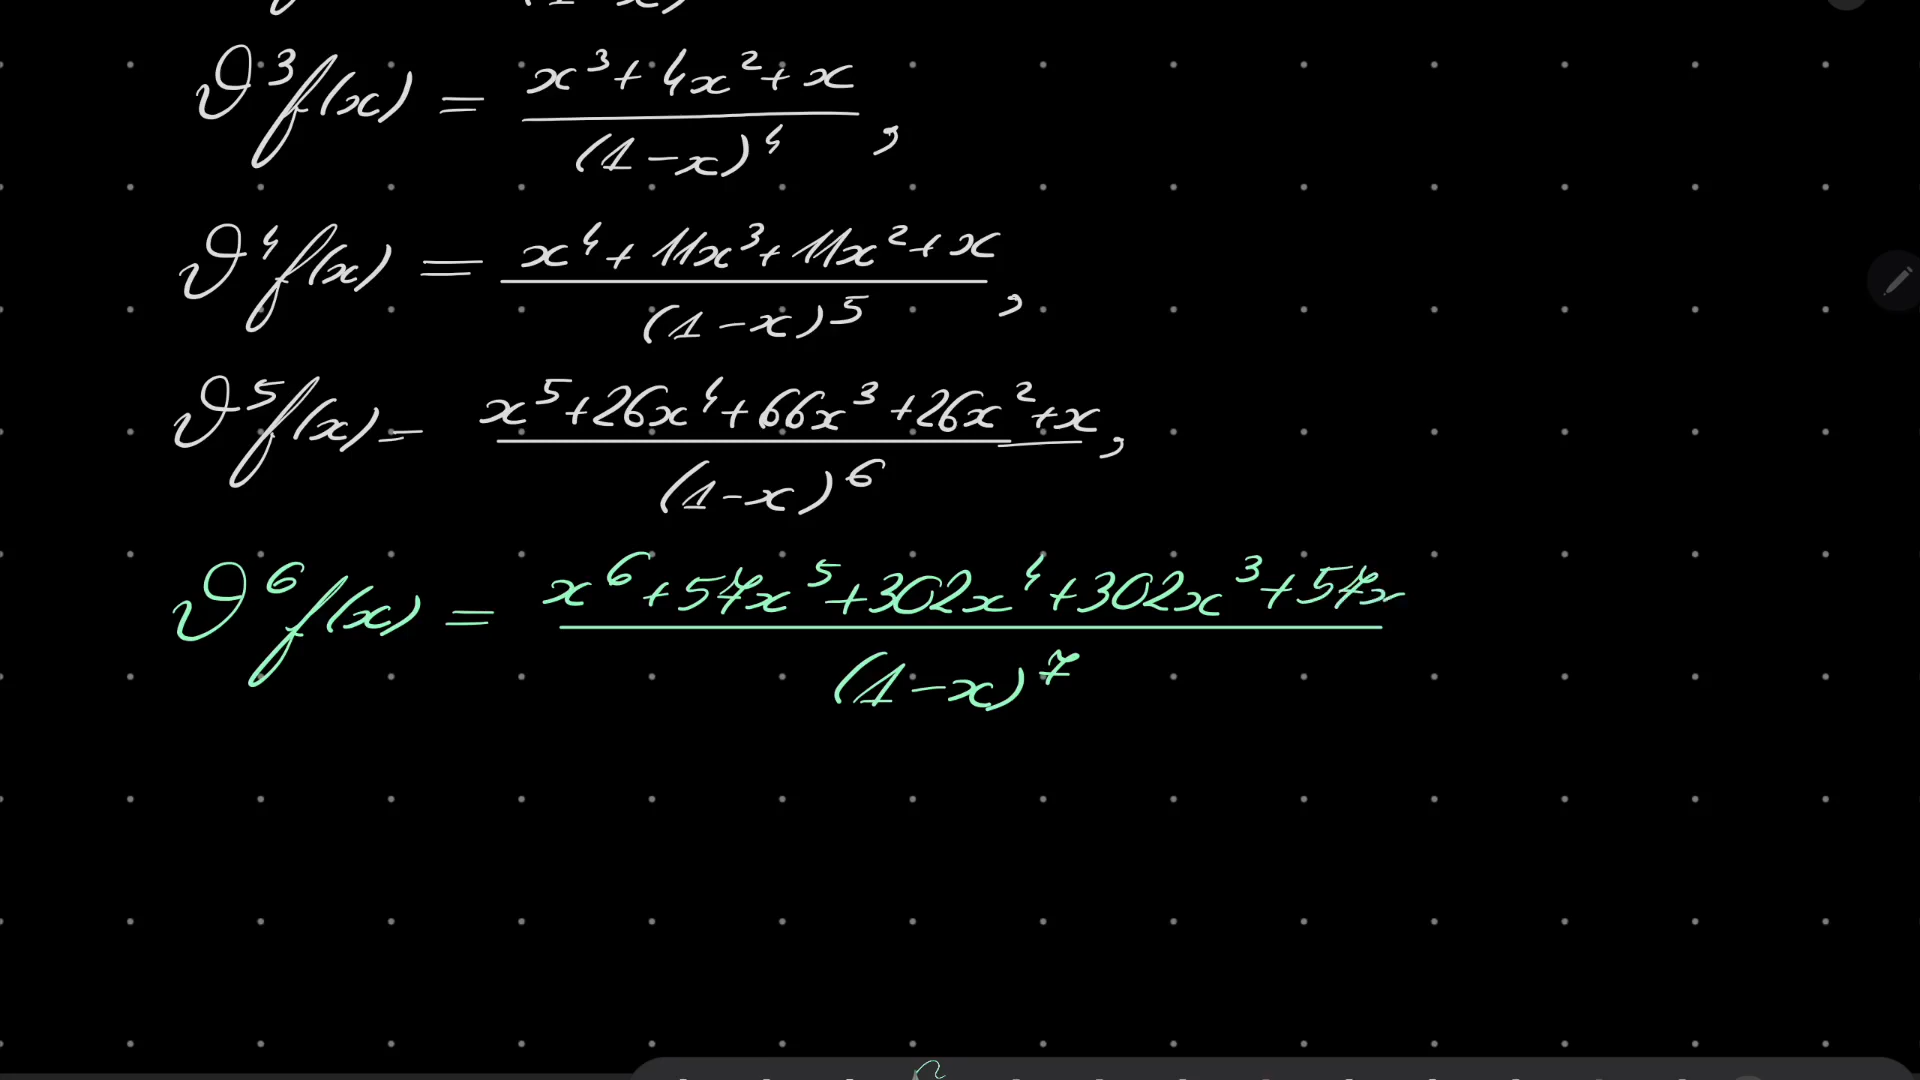 ϑ³f(x) = (x³+4x²+x)/(1-x)⁴,
ϑ⁴f(x) = (x⁴+11x³+11x²+x)/(1-x)⁵,
ϑ⁵f(x) = (x⁵+26x⁴+66x³+26x²+x)/(1-x)⁶,
ϑ⁶f(x) = (x⁶+57x⁵+302x⁴+302x³+57x)/(1-x)⁷